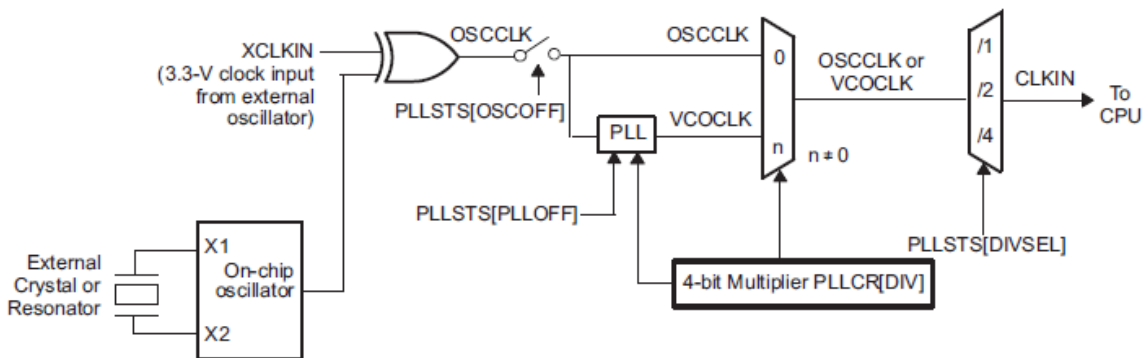 XCLKIN
(3.3-V clock input
from external
oscillator)
OSCCLK
PLLSTS[OSCOFF]
OSCCLK
0
OSCCLK or
VCOCLK
/1
/2
/4
CLKIN
To
CPU
PLL
VCOCLK
n
n ≠ 0
PLLSTS[PLLOFF]
PLLSTS[DIVSEL]
External
Crystal or
Resonator
X1
On-chip
oscillator
X2
4-bit Multiplier PLLCR[DIV]